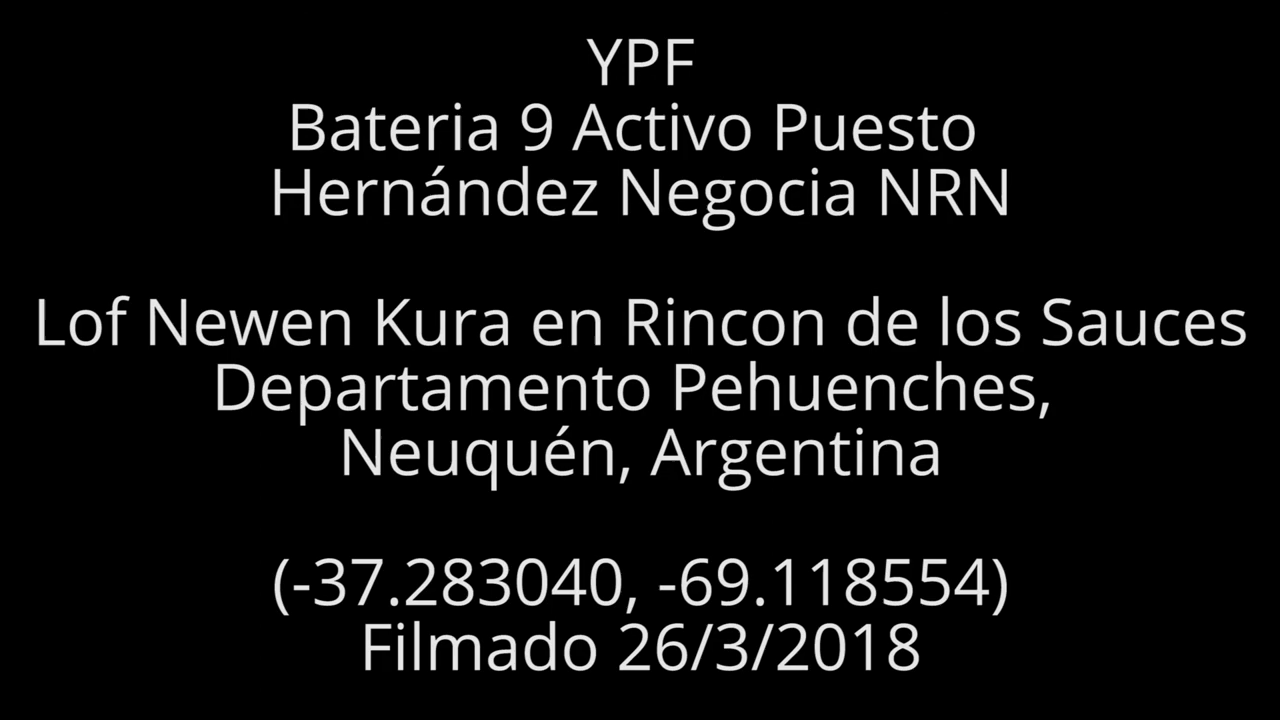 YPF
Bateria 9 Activo Puesto
Hernández Negocia NRN
Lof Newen Kura en Rincon de los Sauces
Departamento Pehuenches,
Neuquén, Argentina
(-37.283040, -69.118554)
Filmado 26/3/2018